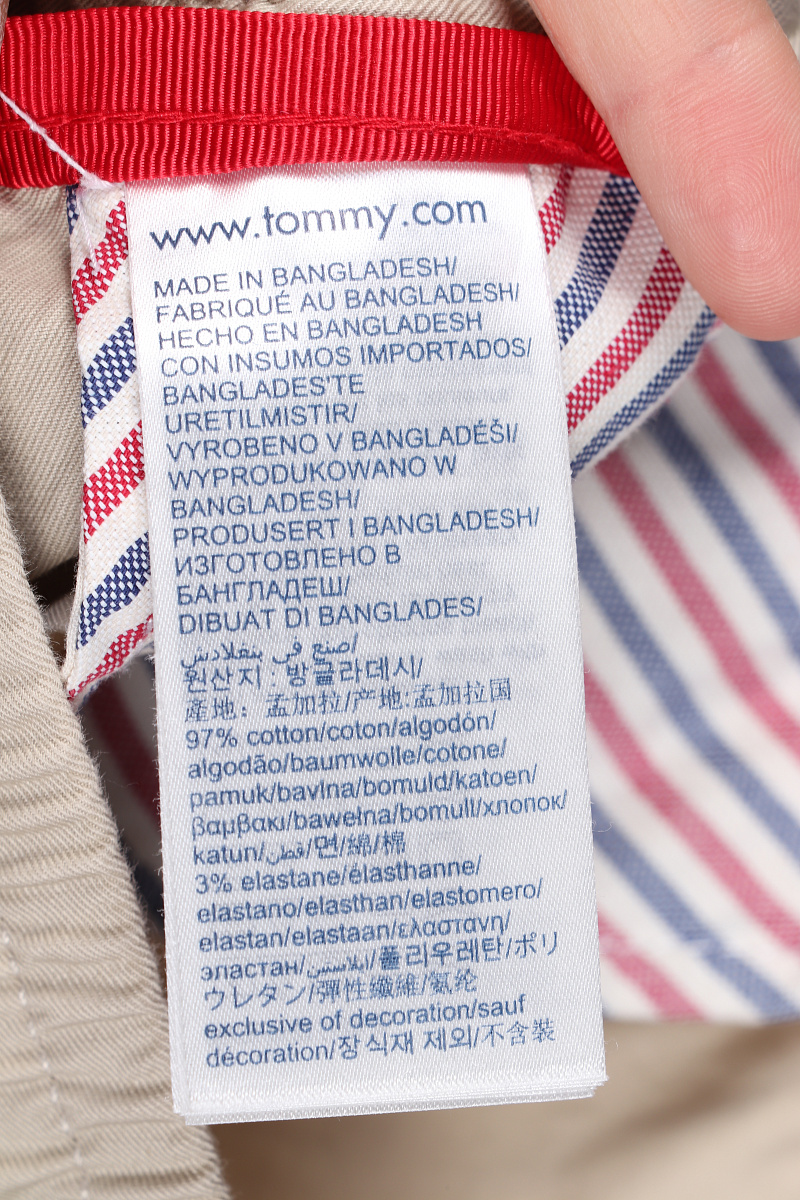 www.tommy.com
MADE IN BANGLADESH/
FABRIQUÉ AU BANGLADESH/
HECHO EN BANGLADESH
CON INSUMOS IMPORTADOS/
BANGLADES'TE
URETILMISTIR/
VYROBENO V BANGLADÉŠI/
WYPRODUKOWANO W
BANGLADESH/
PRODUSERT I BANGLADESH/
ИЗГОТОВЛЕНО В
БАНГЛАДЕШ/
DIBUAT DI BANGLADES/
صنع في بنغلادش/
원산지 : 방글라데시/
產地：孟加拉/产地:孟加拉国
97% cotton/coton/algodón/
algodão/baumwolle/cotone/
pamuk/bavlna/bomuld/katoen/
βαμβακι/bawełna/bomull/хлопок/
katun/قطن/면/綿/棉
3% elastane/élasthanne/
elastano/elasthan/elastomero/
elastan/elastaan/ελαστανη/
эластан/ايلاستين/폴리우레탄/ポリ
ウレタン/彈性纖維/氨纶
exclusive of decoration/sauf
décoration/장식재 제외/不含裝